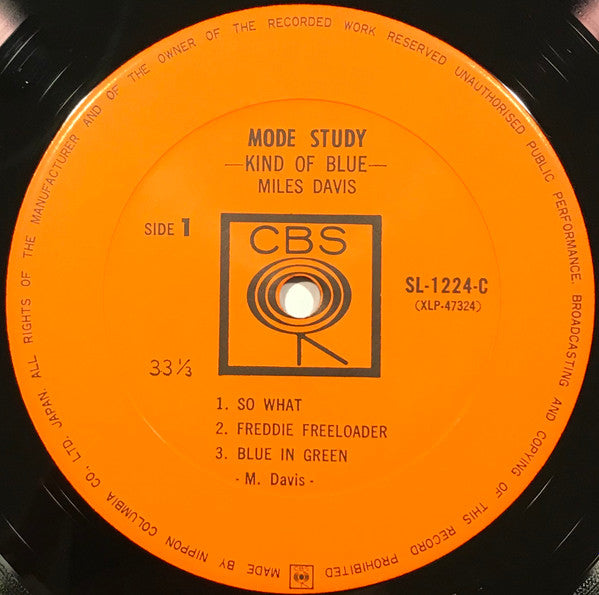 MODE STUDY
—KIND OF BLUE—
MILES DAVIS
SIDE 1
CBS
SL-1224-C
(XLP-47324)
33 ⅓
1. SO WHAT
2. FREDDIE FREELOADER
3. BLUE IN GREEN
- M. Davis -
MADE BY NIPPON COLUMBIA CO., LTD. JAPAN. ALL RIGHTS OF THE MANUFACTURER AND OF THE OWNER OF THE RECORDED WORK RESERVED UNAUTHORISED PUBLIC PERFORMANCE, BROADCASTING AND COPYING OF THIS RECORD PROHIBITED